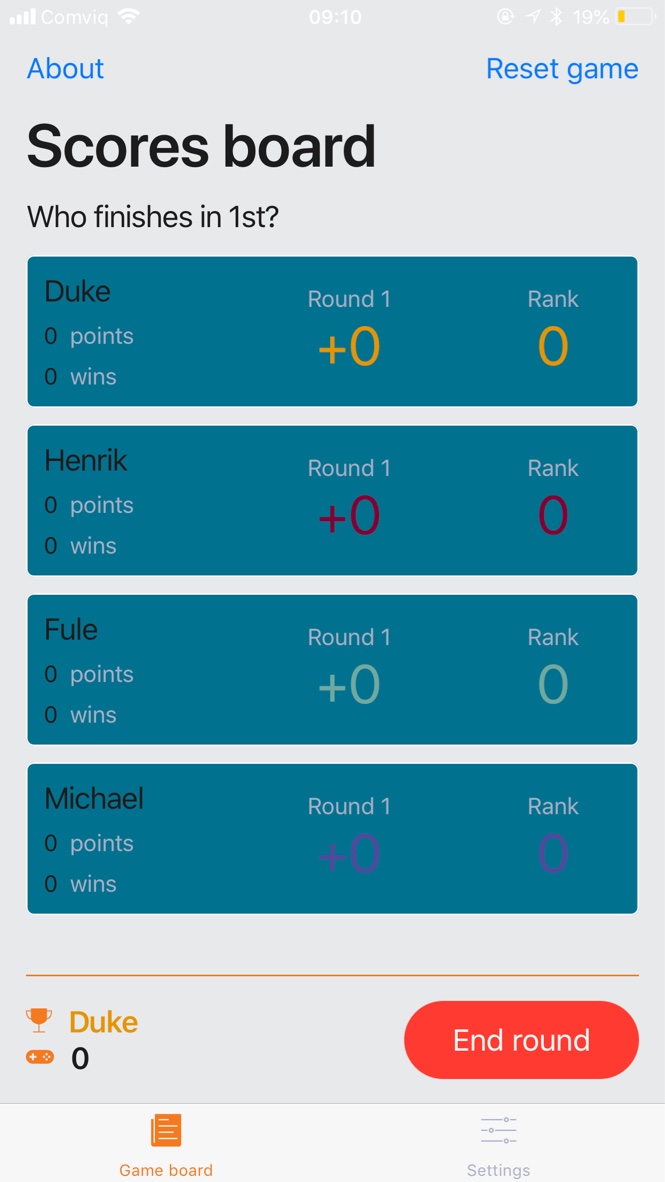 Comviq 09:10 19%
About Reset game
Scores board
Who finishes in 1st?
Duke
Round 1 Rank
0 points
+0 0
0 wins
Henrik
Round 1 Rank
0 points
+0 0
0 wins
Fule
Round 1 Rank
0 points
+0 0
0 wins
Michael
Round 1 Rank
0 points
+0 0
0 wins
Duke
0
End round
Game board Settings